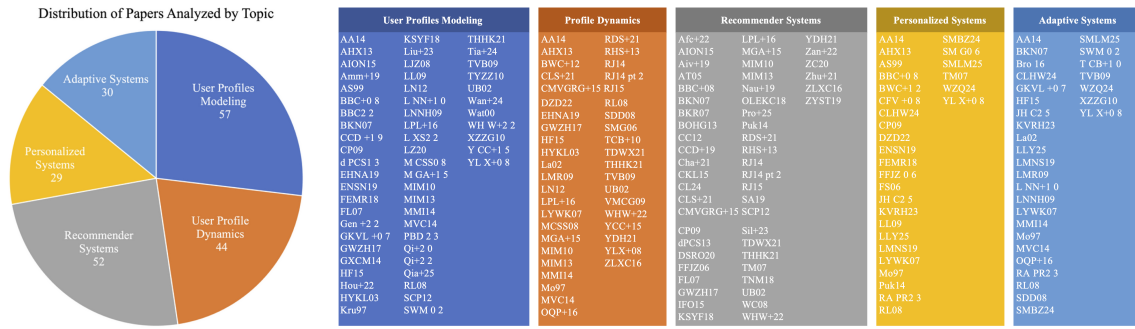 Distribution of Papers Analyzed by Topic
User Profiles
Modeling
57
User Profile
Dynamics
44
Recommender
Systems
52
Personalized
Systems
29
Adaptive Systems
30
User Profiles Modeling
AA14 KSYF18 THHK21
AHX13 Liu+23 Tia+24
AION15 LJZ08 TVB09
Amm+19 LL09 TYZZ10
AS99 LN12 UB02
BBC+0 8 L NN+1 0 Wan+24
BBC2 2 LNNH09 Wat00
BKN07 LPL+16 WH W+2 2
CCD +1 9 L XS2 2 XZZG10
CP09 LZ20 Y CC+1 5
d PCS1 3 M CSS0 8 YL X+0 8
EHNA19 M GA+1 5
ENSN19 MIM10
FEMR18 MIM13
FL07 MMI14
Gen +2 2 MVC14
GKVL +0 7 PBD 2 3
GWZH17 Qi+2 0
GXCM14 Qi+2 2
HF15 Qia+25
Hou+22 RL08
HYKL03 SCP12
Kru97 SWM 0 2
Profile Dynamics
AA14 RDS+21
AHX13 RHS+13
BWC+12 RJ14
CLS+21 RJ14 pt 2
CMVGRG+15 RJ15
DZD22 RL08
EHNA19 SDD08
GWZH17 SMG06
HF15 TCB+10
HYKL03 TDWX21
La02 THHK21
LMR09 TVB09
LN12 UB02
LPL+16 VMCG09
LYWK07 WHW+22
MCSS08 YCC+15
MGA+15 YDH21
MIM10 YLX+08
MIM13 ZLXC16
MMI14
Mo97
MVC14
OQP+16
Recommender Systems
Afc+22 LPL+16 YDH21
AION15 MGA+15 Zan+22
Aiv+19 MIM10 ZC20
AT05 MIM13 Zhu+21
BBC+08 Nau+19 ZLXC16
BKN07 OLEKC18 ZYST19
BKR07 Pro+25
BOHG13 Puk14
CC12 RDS+21
CCD+19 RHS+13
Cha+21 RJ14
CKL15 RJ14 pt 2
CL24 RJ15
CLS+21 SA19
CMVGRG+15 SCP12
CP09 Sil+23
dPCS13 TDWX21
DSRO20 THHK21
FFJZ06 TM07
FL07 TNM18
GWZH17 UB02
IFO15 WC08
KSYF18 WHW+22
Personalized Systems
AA14 SMBZ24
AHX13 SM G0 6
AS99 SMLM25
BBC+0 8 TM07
BWC+1 2 WZQ24
CFV +0 8 YL X+0 8
CLHW24
CP09
DZD22
ENSN19
FEMR18
FFJZ 0 6
FS06
JH C2 5
KVRH23
LL09
LLY25
LMNS19
LYWK07
Mo97
Puk14
RA PR2 3
RL08
Adaptive Systems
AA14 SMLM25
BKN07 SWM 0 2
Bro 16 T CB+1 0
CLHW24 TVB09
GKVL +0 7 WZQ24
HF15 XZZG10
JH C2 5 YL X+0 8
KVRH23
La02
LLY25
LMNS19
LMR09
L NN+1 0
LNNH09
LYWK07
MMI14
Mo97
MVC14
OQP+16
RA PR2 3
RL08
SDD08
SMBZ24